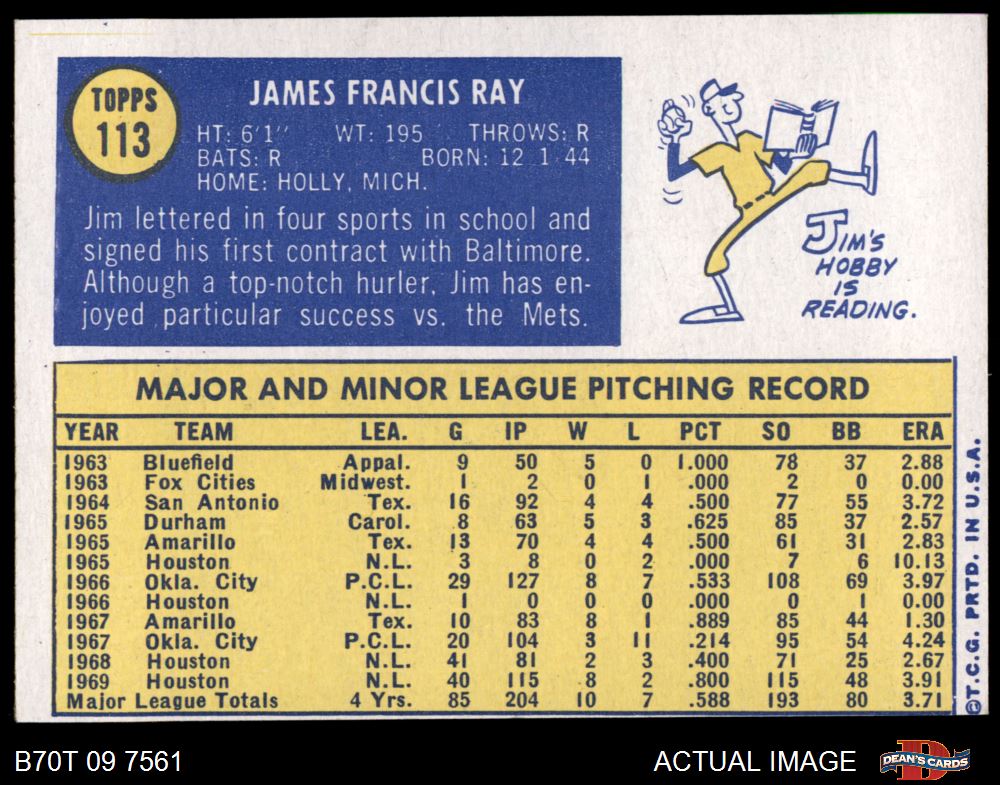 TOPPS
113
JAMES FRANCIS RAY
HT: 6'1" WT: 195 THROWS: R
BATS: R BORN: 12 1 44
HOME: HOLLY, MICH.
Jim lettered in four sports in school and
signed his first contract with Baltimore.
Although a top-notch hurler, Jim has en-
joyed particular success vs. the Mets.
JIM'S
HOBBY
IS
READING.
MAJOR AND MINOR LEAGUE PITCHING RECORD
YEAR TEAM LEA. G IP W L PCT SO BB ERA
1963 Bluefield Appal. 9 50 5 0 1.000 78 37 2.88
1963 Fox Cities Midwest. 1 2 0 1 .000 2 0 0.00
1964 San Antonio Tex. 16 92 4 4 .500 77 55 3.72
1965 Durham Carol. 8 63 5 3 .625 85 37 2.57
1965 Amarillo Tex. 13 70 4 4 .500 61 31 2.83
1965 Houston N.L. 3 8 0 2 .000 7 6 10.13
1966 Okla. City P.C.L. 29 127 8 7 .533 108 69 3.97
1966 Houston N.L. 1 0 0 0 .000 0 1 0.00
1967 Amarillo Tex. 10 83 8 1 .889 85 44 1.30
1967 Okla. City P.C.L. 20 104 3 11 .214 95 54 4.24
1968 Houston N.L. 41 81 2 3 .400 71 25 2.67
1969 Houston N.L. 40 115 8 2 .800 115 48 3.91
Major League Totals 4 Yrs. 85 204 10 7 .588 193 80 3.71
©T.C.G. PRTD. IN U.S.A.
B70T 09 7561
ACTUAL IMAGE
D
DEAN'S CARDS